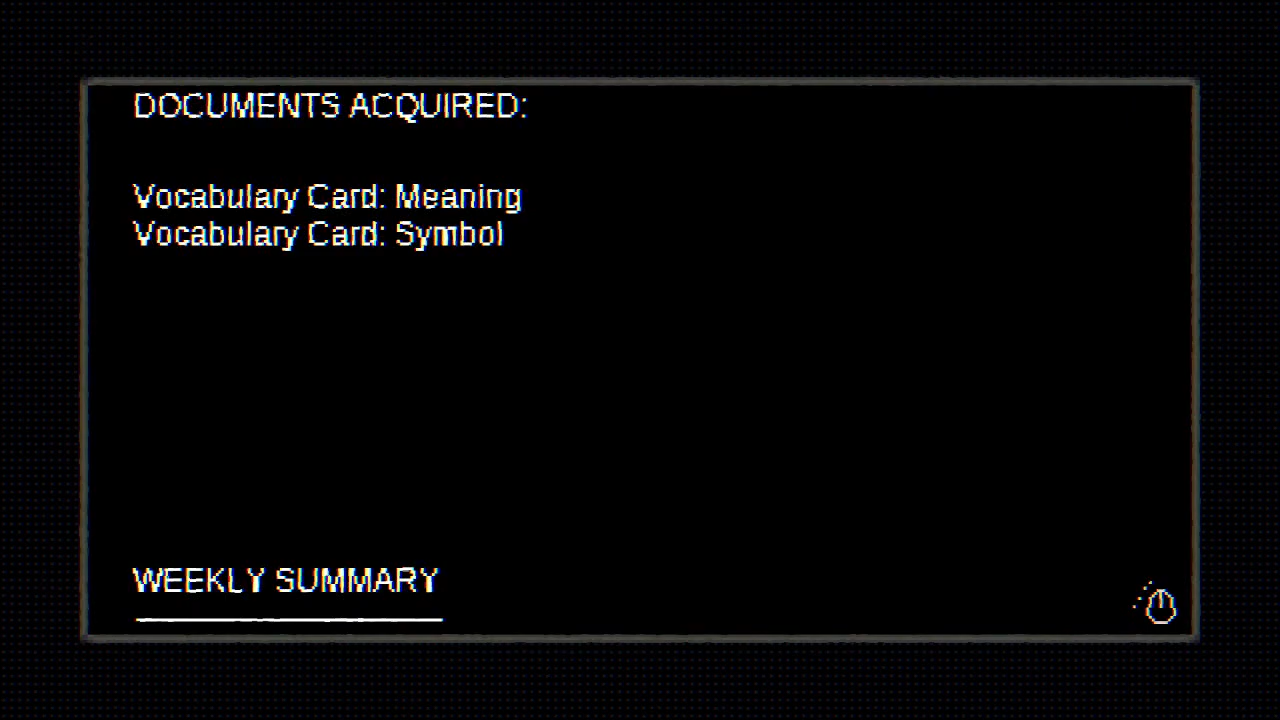 DOCUMENTS ACQUIRED:
Vocabulary Card: Meaning
Vocabulary Card: Symbol
WEEKLY SUMMARY